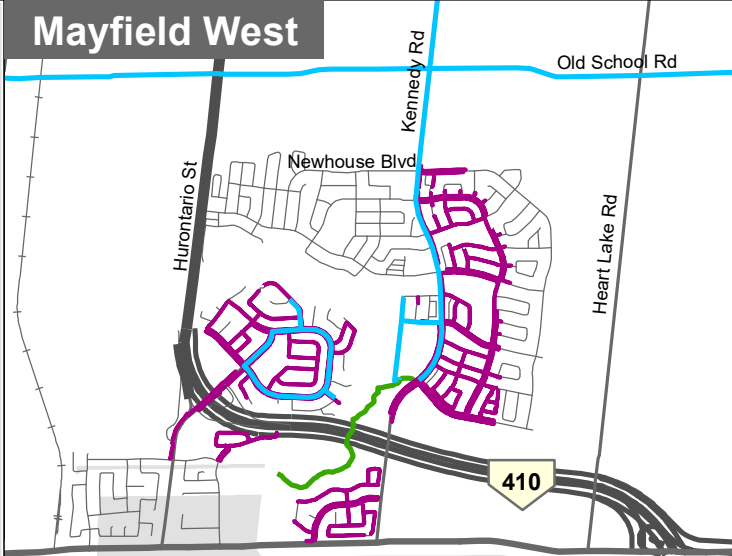 Mayfield West
Kennedy Rd
Old School Rd
Newhouse Blvd
Hurontario St
Heart Lake Rd
410